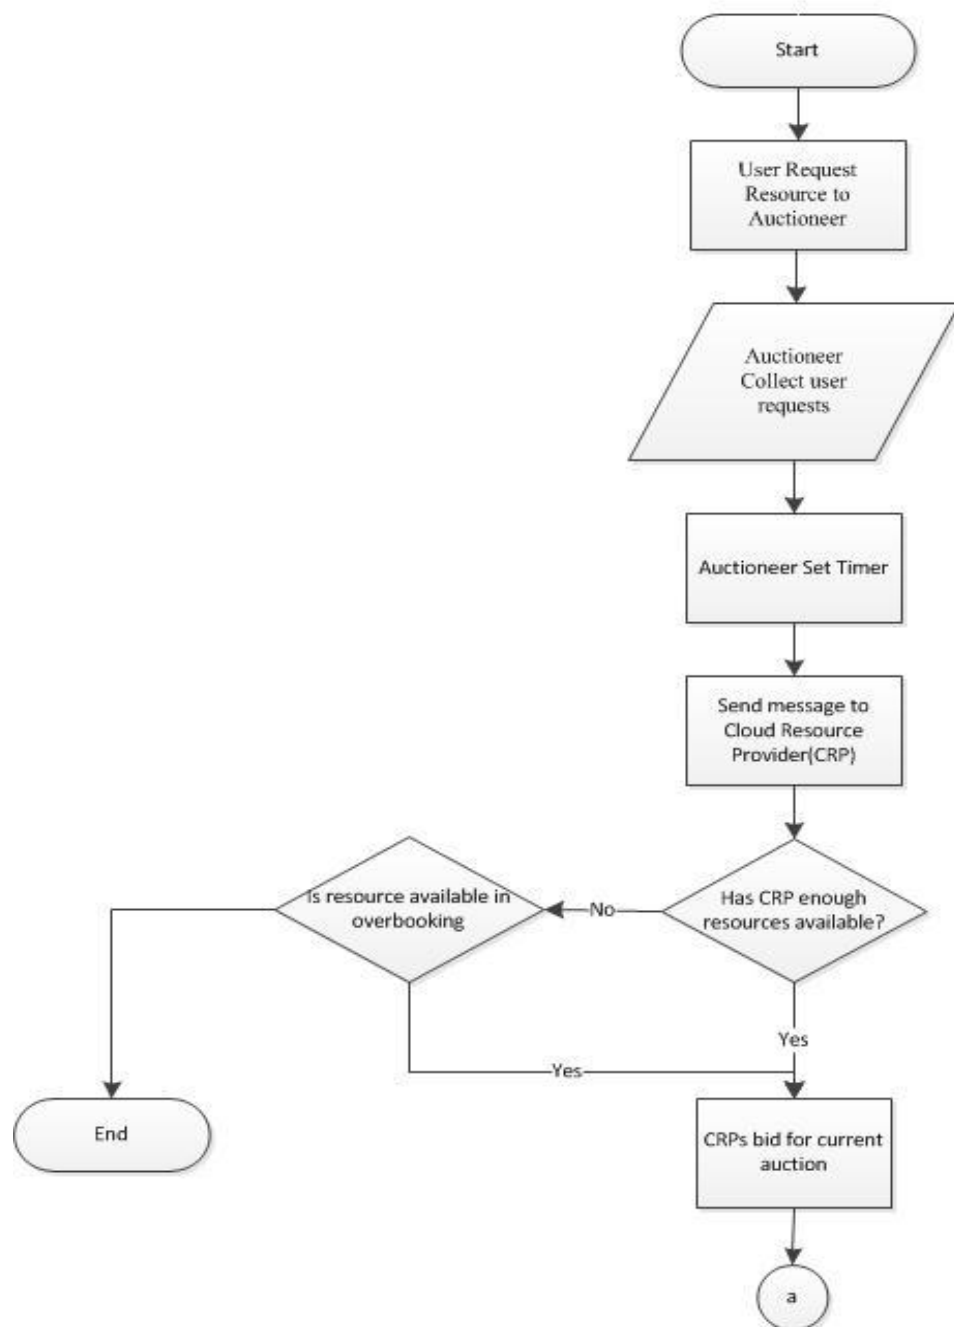 Start
User Request
Resource to
Auctioneer
Auctioneer
Collect user
requests
Auctioneer Set Timer
Send message to
Cloud Resource
Provider(CRP)
Has CRP enough
resources available?
No
Is resource available in
overbooking
Yes
Yes
End
CRPs bid for current
auction
a